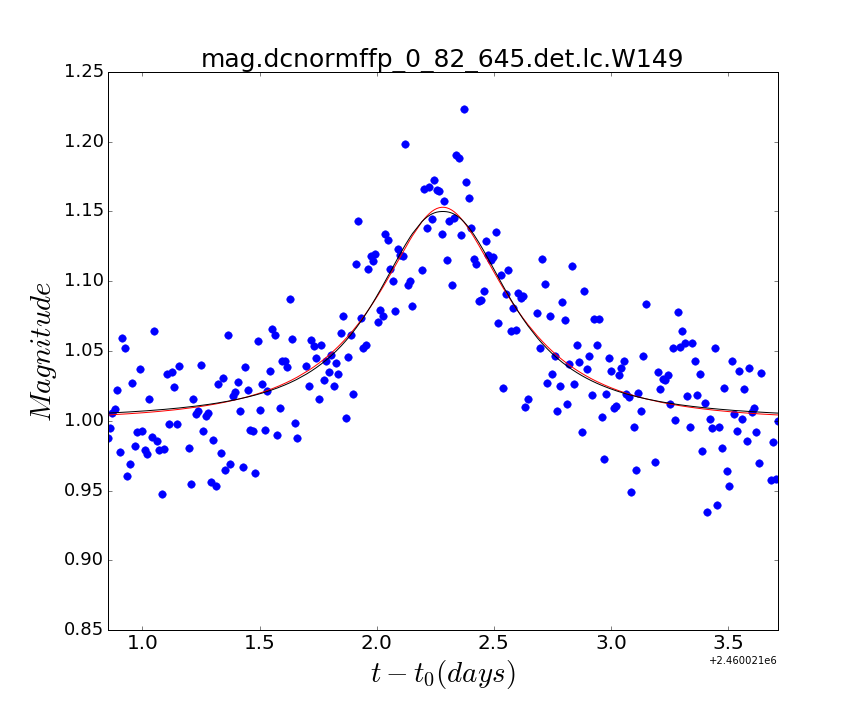 mag.dcnormffp_0_82_645.det.lc.W149
1.25
1.20
1.15
1.10
1.05
1.00
0.95
0.90
0.85
Magnitude
1.0 1.5 2.0 2.5 3.0 3.5
+2.460021e6
t − t₀(days)